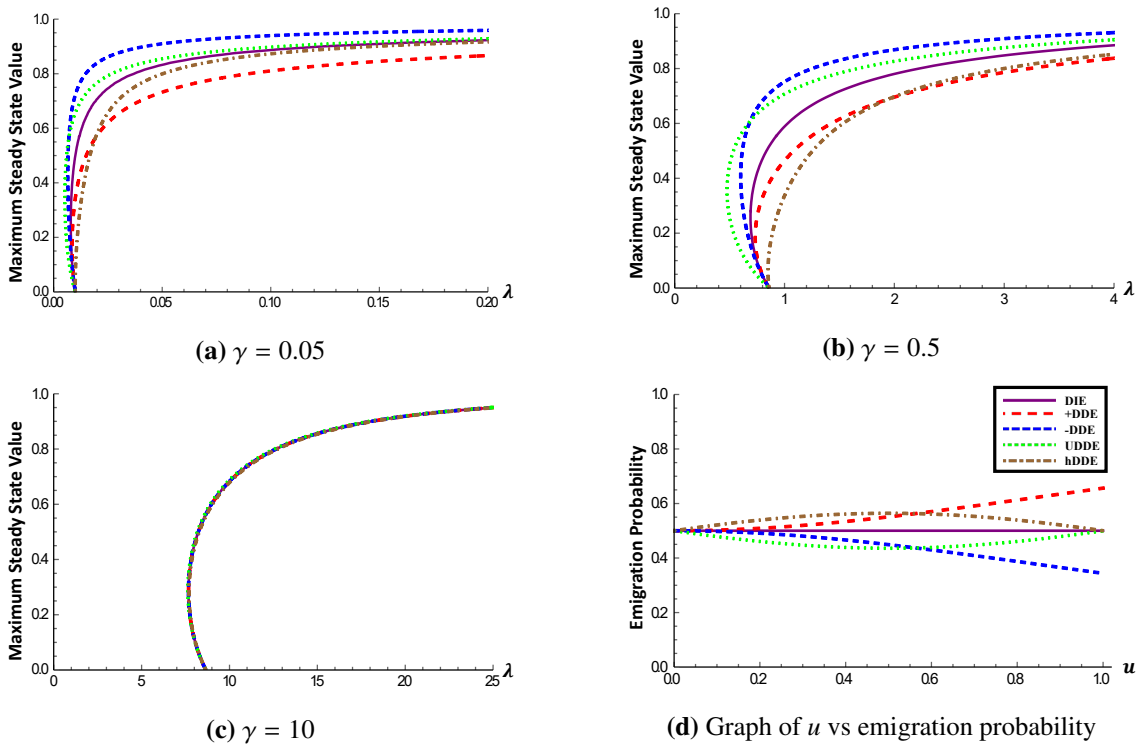 Maximum Steady State Value
1.0
0.8
0.6
0.4
0.2
0.0
0.00 0.05 0.10 0.15 0.20 λ
(a) γ = 0.05
Maximum Steady State Value
1.0
0.8
0.6
0.4
0.2
0.0
0 1 2 3 4 λ
(b) γ = 0.5
Maximum Steady State Value
1.0
0.8
0.6
0.4
0.2
0.0
0 5 10 15 20 25 λ
(c) γ = 10
Emigration Probability
1.0
0.8
0.6
0.4
0.2
0.0
0.0 0.2 0.4 0.6 0.8 1.0 u
DIE
+DDE
-DDE
UDDE
hDDE
(d) Graph of u vs emigration probability